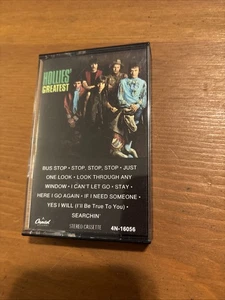 HOLLIES'
GREATEST
BUS STOP • STOP, STOP, STOP • JUST
ONE LOOK • LOOK THROUGH ANY
WINDOW • I CAN'T LET GO • STAY •
HERE I GO AGAIN • IF I NEED SOMEONE •
YES I WILL (I'll Be True To You) •
SEARCHIN'
Capitol
STEREO CASSETTE
4N-16056